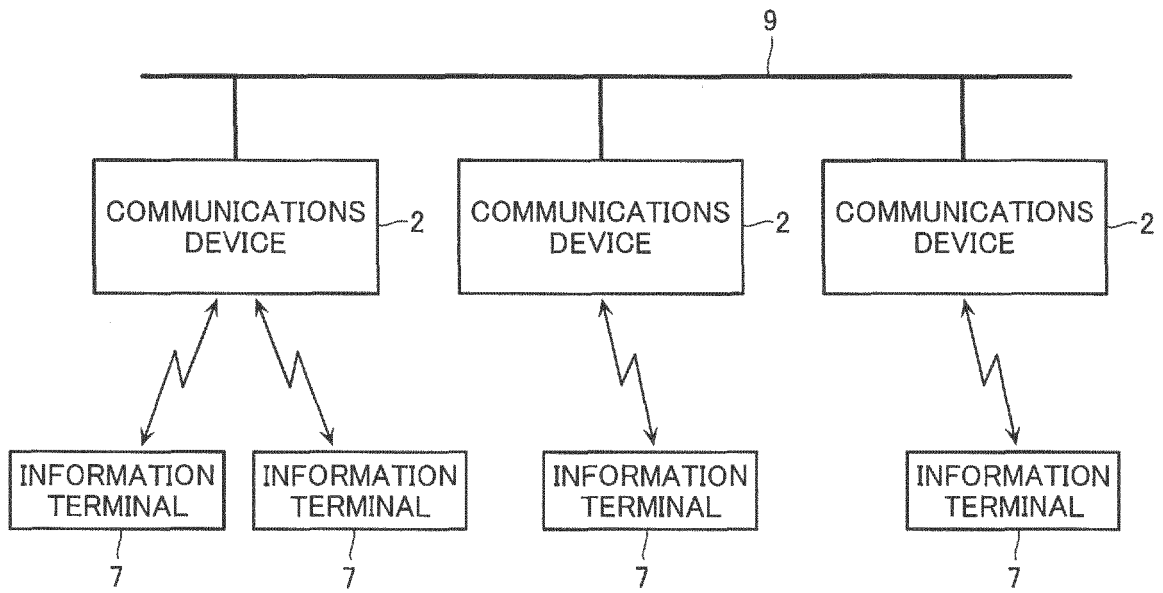 9
COMMUNICATIONS
DEVICE
2
COMMUNICATIONS
DEVICE
2
COMMUNICATIONS
DEVICE
2
INFORMATION
TERMINAL
INFORMATION
TERMINAL
INFORMATION
TERMINAL
INFORMATION
TERMINAL
7
7
7
7